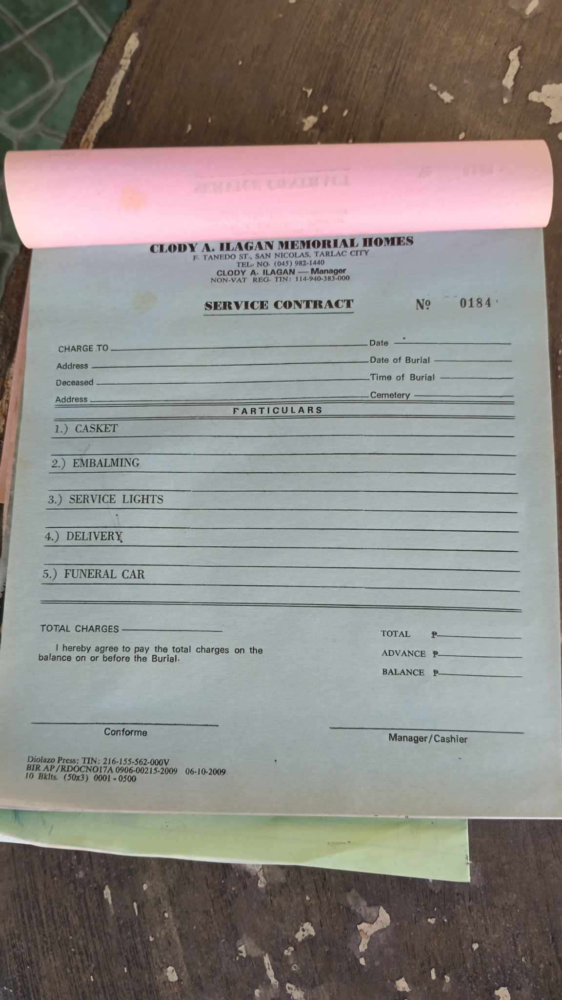 CLODY A. ILAGAN MEMORIAL HOMES
F. TANEDO ST., SAN NICOLAS, TARLAC CITY
TEL. NO. (045) 982-1440
CLODY A. ILAGAN — Manager
NON-VAT REG. TIN: 114-940-383-000
SERVICE CONTRACT Nº 0184
CHARGE TO Date
Address Date of Burial
Deceased Time of Burial
Address Cemetery
PARTICULARS
1.) CASKET
2.) EMBALMING
3.) SERVICE LIGHTS
4.) DELIVERY
5.) FUNERAL CAR
TOTAL CHARGES
TOTAL ₱
I hereby agree to pay the total charges on the
balance on or before the Burial.
ADVANCE ₱
BALANCE ₱
Conforme Manager/Cashier
Diolazo Press: TIN: 216-155-562-000V
BIR AP/RDOCNO17A 0906-00215-2009 06-10-2009
10 Bklts. (50x3) 0001 - 0500